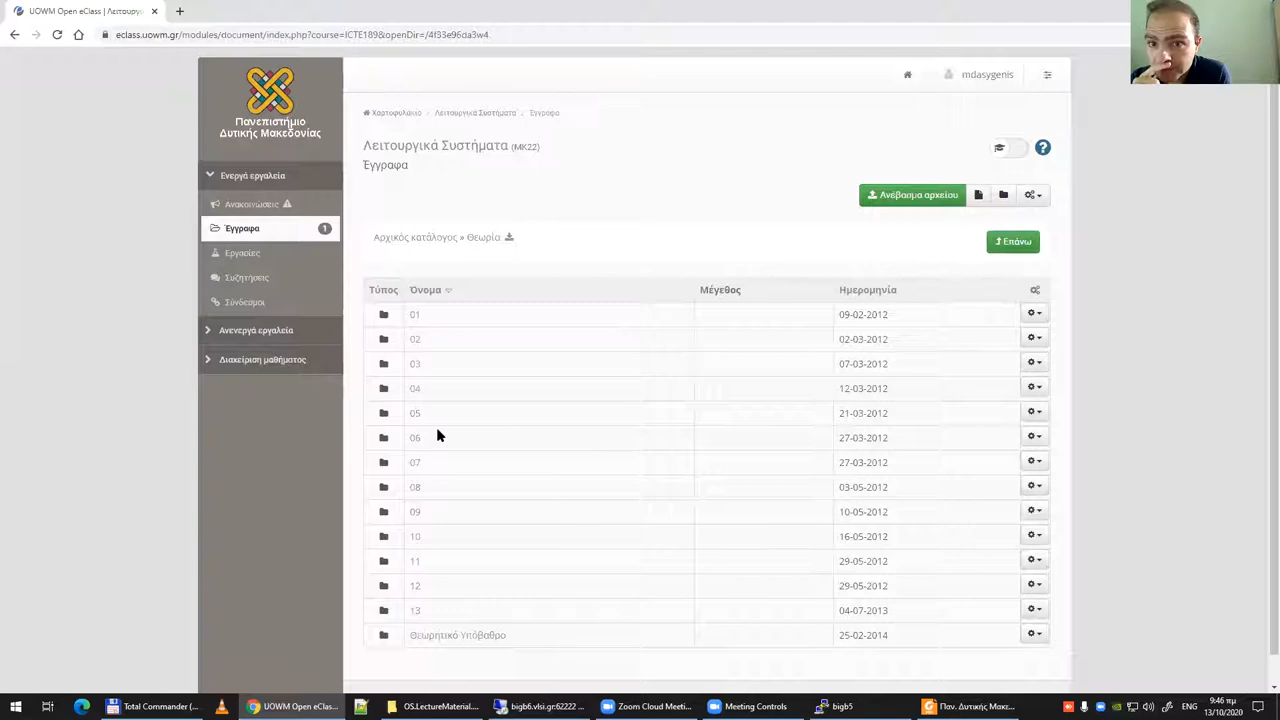 UOWM Open eClass | Λειτουργι
eclass.uowm.gr/modules/document/index.php?course=ICTE189&openDir=/4f33e96da3w4
Πανεπιστήμιο
Δυτικής Μακεδονίας
mdasygenis
Χαρτοφυλάκιο / Λειτουργικά Συστήματα / Έγγραφα
Λειτουργικά Συστήματα (MK22)
Έγγραφα
Ενεργά εργαλεία
Ανακοινώσεις
Έγγραφα 1
Εργασίες
Συζητήσεις
Σύνδεσμοι
Ανενεργά εργαλεία
Διαχείριση μαθήματος
Ανέβασμα αρχείου
Αρχικός κατάλογος » Θεωρία
Επάνω
Τύπος Όνομα Μέγεθος Ημερομηνία
01 09-02-2012
02 02-03-2012
03 07-03-2012
04 12-03-2012
05 21-03-2012
06 27-03-2012
07 27-03-2012
08 03-05-2012
09 10-05-2012
10 16-05-2012
11 29-05-2012
12 29-05-2012
13 04-07-2013
Θεωρητικό Υπόβαθρο 25-02-2014
Total Commander (... UOWM Open eClas... OS.LectureMaterial... bigb6.vlsi.gr:62222 ... Zoom Cloud Meeti... Meeting Controls bigb5 Παν. Δυτικής Μακε... ENG 9:46 πμ
13/10/2020